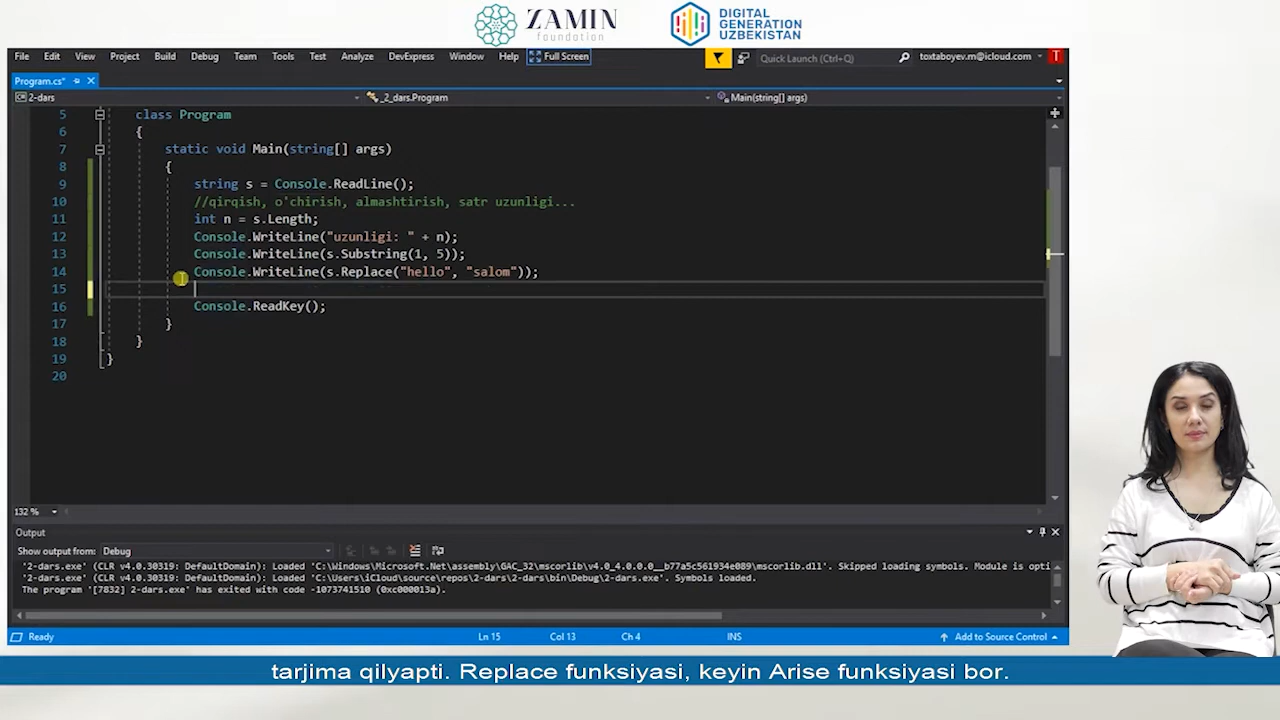 ZAMIN
foundation
DIGITAL
GENERATION
UZBEKISTAN
File Edit View Project Build Debug Team Tools Test Analyze DevExpress Window Help Full Screen Quick Launch (Ctrl+Q) toxtaboyev.m@icloud.com T
Program.cs*
2-dars _2_dars.Program Main(string[] args)
5 class Program
6 {
7 static void Main(string[] args)
8 {
9 string s = Console.ReadLine();
10 //qirqish, o'chirish, almashtirish, satr uzunligi...
11 int n = s.Length;
12 Console.WriteLine("uzunligi: " + n);
13 Console.WriteLine(s.Substring(1, 5));
14 Console.WriteLine(s.Replace("hello", "salom"));
15
16 Console.ReadKey();
17 }
18 }
19 }
20
132 %
Output
Show output from: Debug
'2-dars.exe' (CLR v4.0.30319: DefaultDomain): Loaded 'C:\Windows\Microsoft.Net\assembly\GAC_32\mscorlib\v4.0_4.0.0.0__b77a5c561934e089\mscorlib.dll'. Skipped loading symbols. Module is opti
'2-dars.exe' (CLR v4.0.30319: DefaultDomain): Loaded 'C:\Users\iCloud\source\repos\2-dars\2-dars\bin\Debug\2-dars.exe'. Symbols loaded.
The program '[7832] 2-dars.exe' has exited with code -1073741510 (0xc000013a).
Ready Ln 15 Col 13 Ch 4 INS Add to Source Control
tarjima qilyapti. Replace funksiyasi, keyin Arise funksiyasi bor.